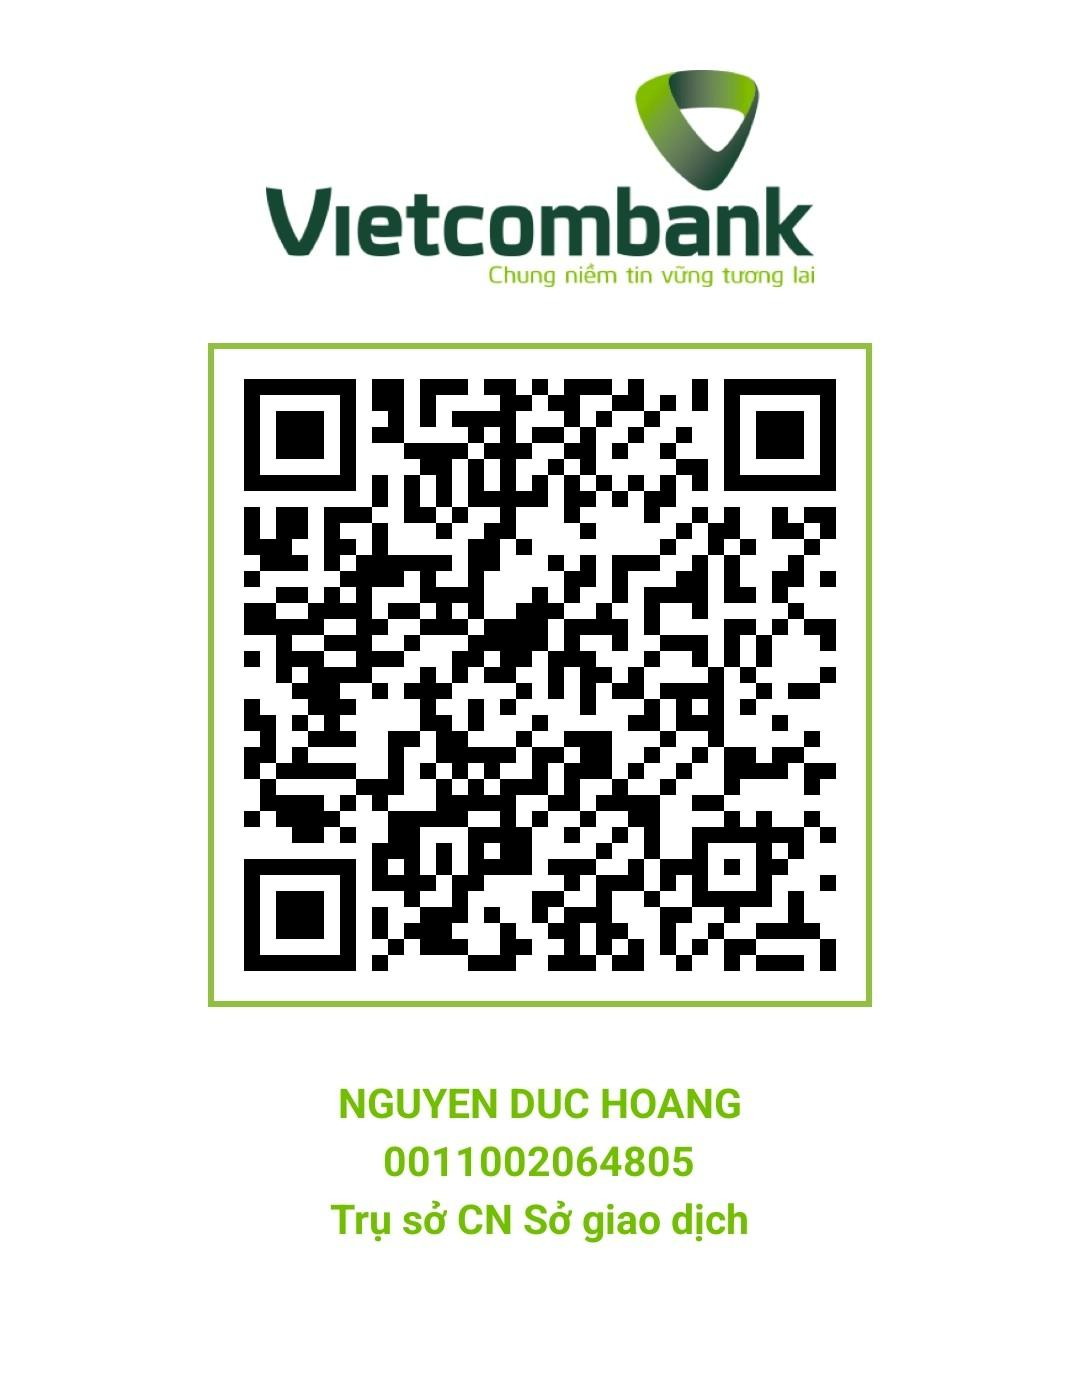 Vietcombank
Chung niềm tin vững tương lai
NGUYEN DUC HOANG
0011002064805
Trụ sở CN Sở giao dịch